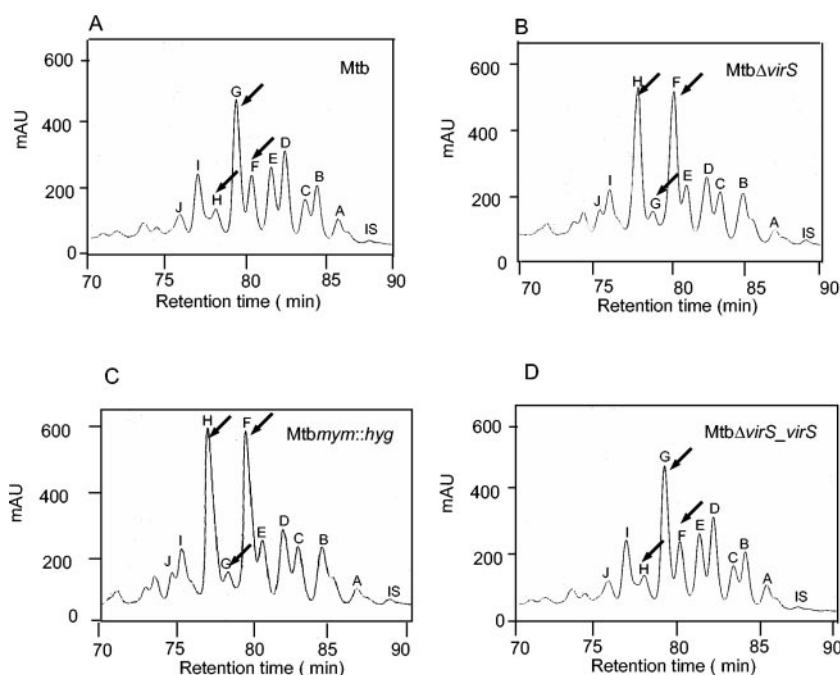 A
Mtb
600
400
200
0
mAU
J
I
H
G
F
E
D
C
B
A
IS
70
75
80
85
90
Retention time ( min)
B
MtbΔvirS
600
400
200
0
mAU
J
I
H
G
F
E
D
C
B
A
IS
70
75
80
85
90
Retention time (min)
C
Mtbmym::hyg
600
400
200
0
mAU
J
I
H
G
F
E
D
C
B
A
IS
70
75
80
85
90
Retention time ( min)
D
MtbΔvirS_virS
600
400
200
0
mAU
J
I
H
G
F
E
D
C
B
A
IS
70
75
80
85
90
Retention time ( min)